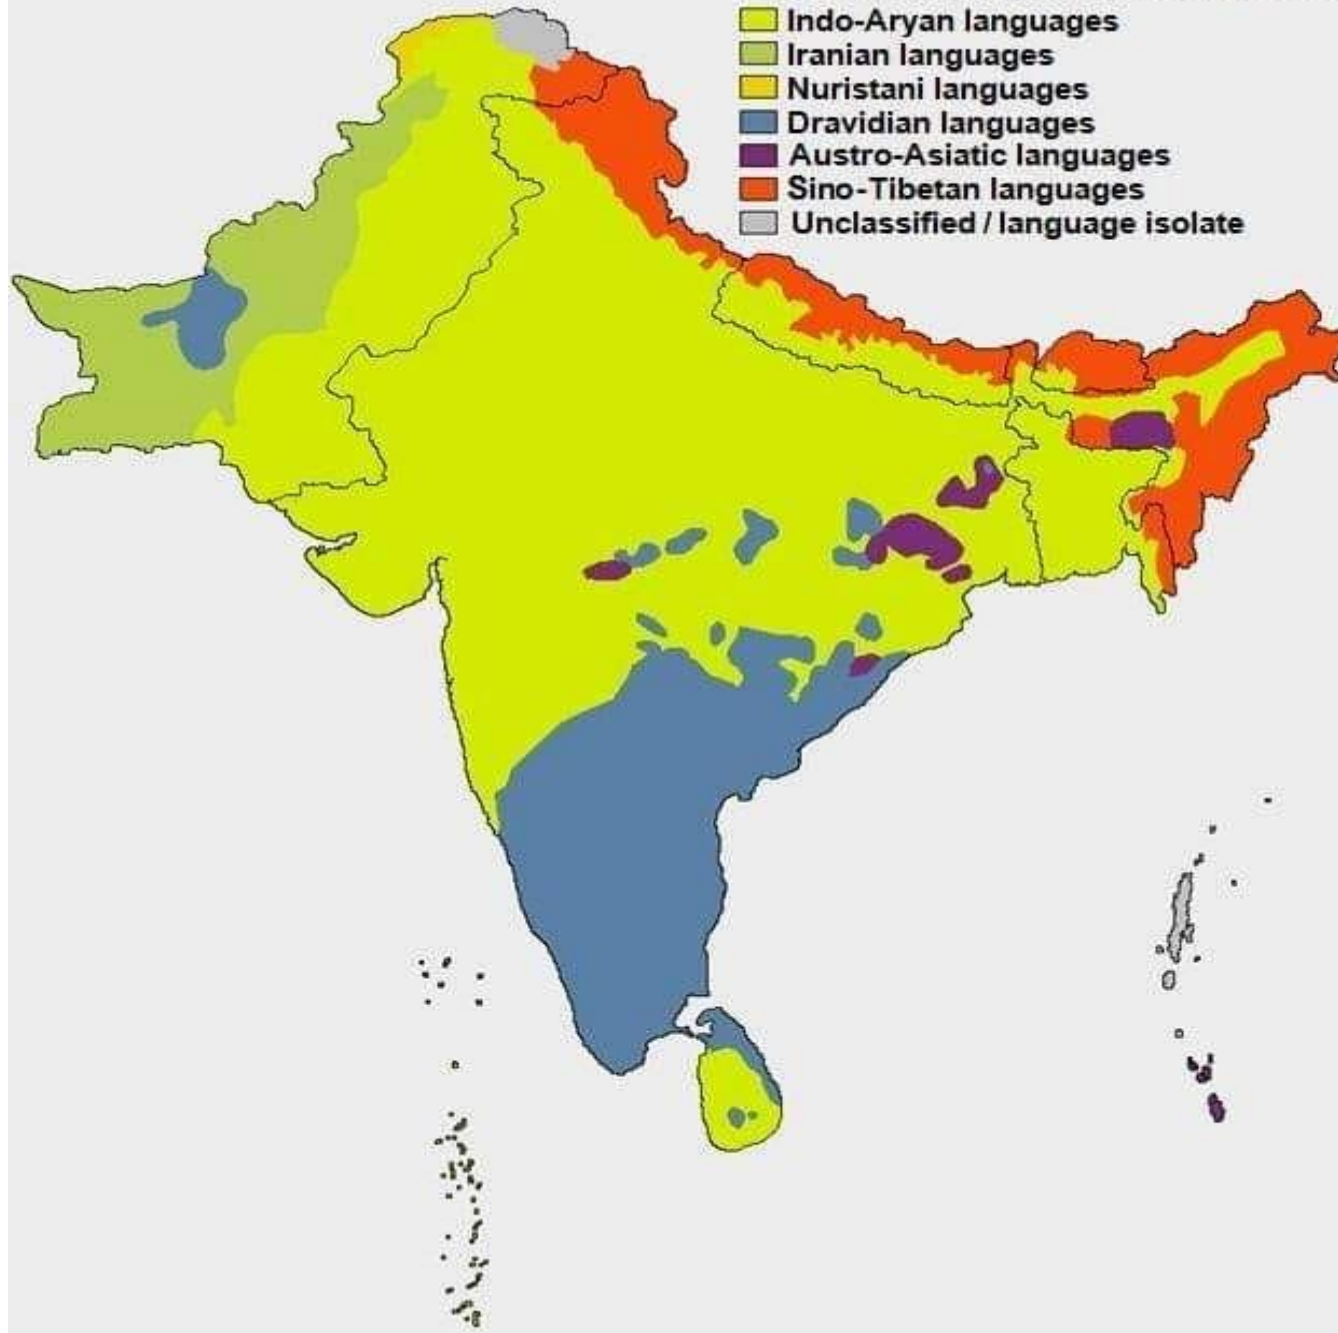 Indo-Aryan languages
Iranian languages
Nuristani languages
Dravidian languages
Austro-Asiatic languages
Sino-Tibetan languages
Unclassified / language isolate